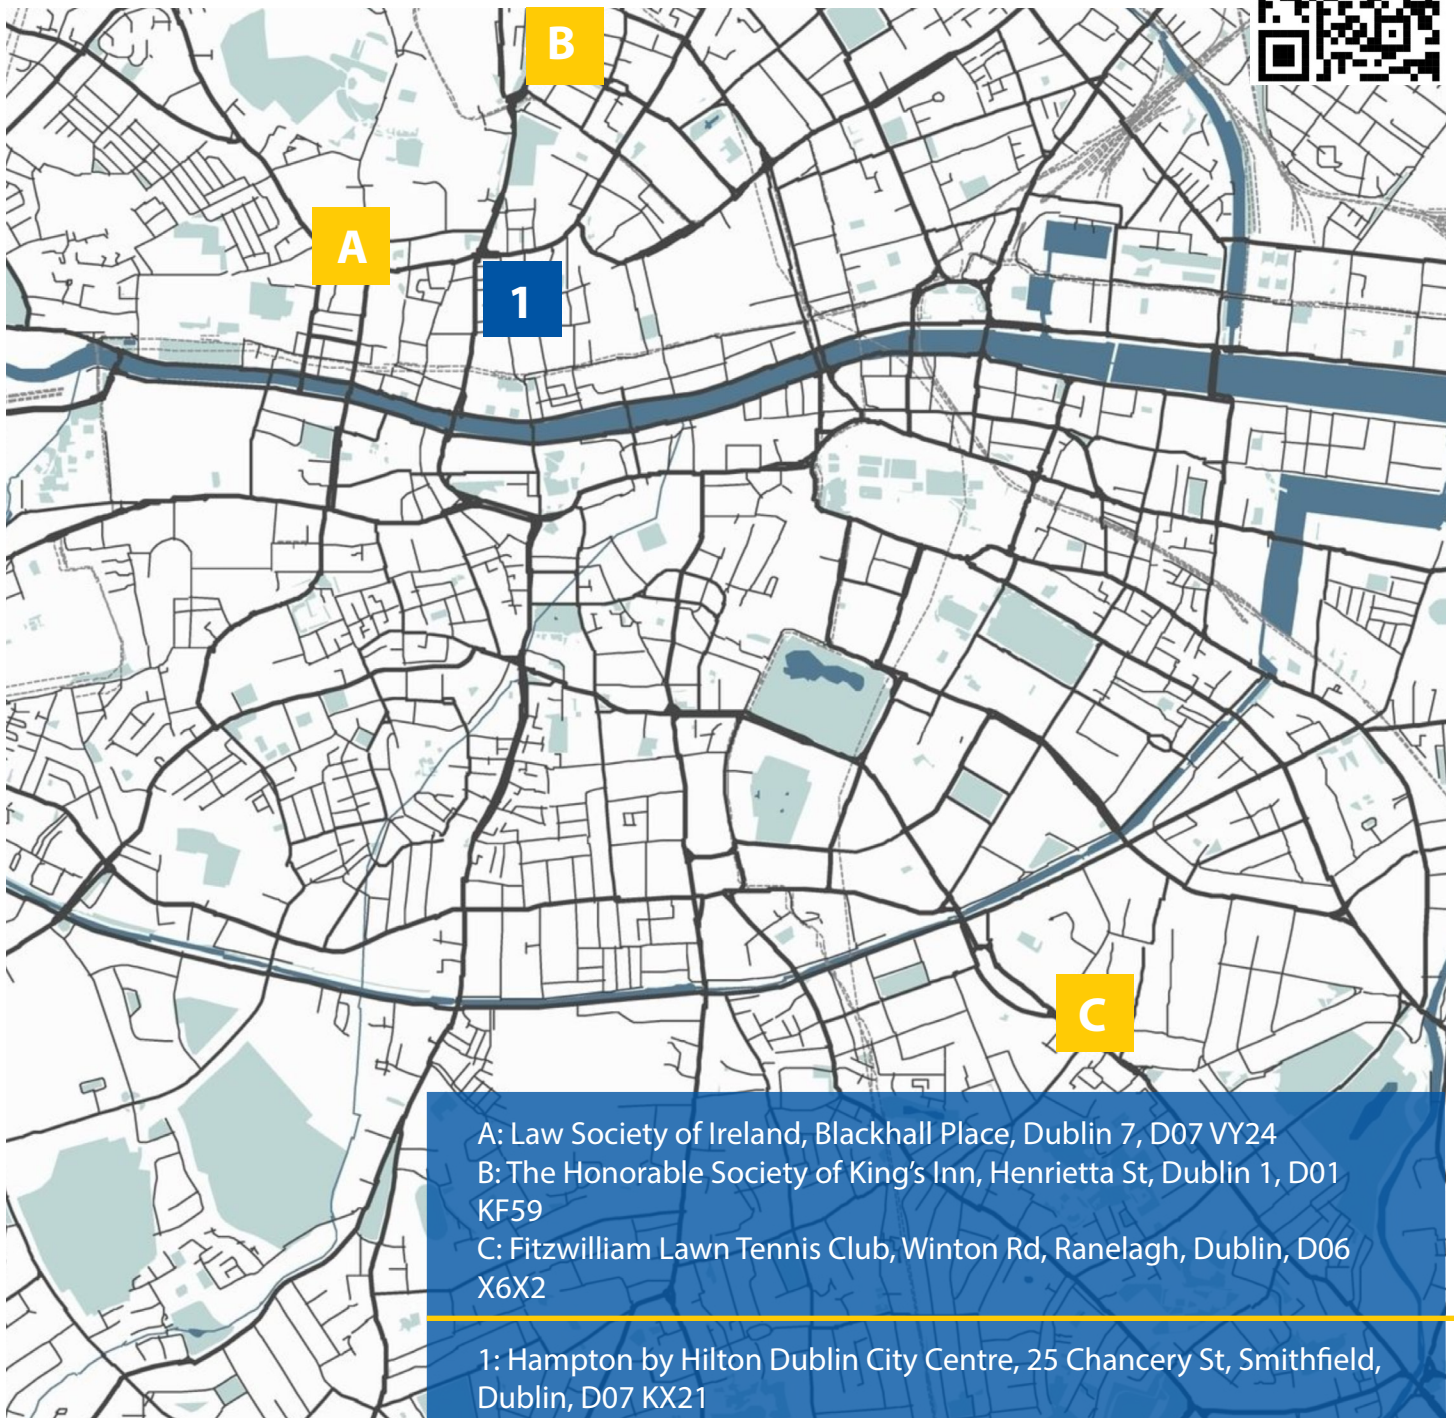 B
A
1
C
A: Law Society of Ireland, Blackhall Place, Dublin 7, D07 VY24
B: The Honorable Society of King’s Inn, Henrietta St, Dublin 1, D01
KF59
C: Fitzwilliam Lawn Tennis Club, Winton Rd, Ranelagh, Dublin, D06
X6X2
1: Hampton by Hilton Dublin City Centre, 25 Chancery St, Smithfield,
Dublin, D07 KX21